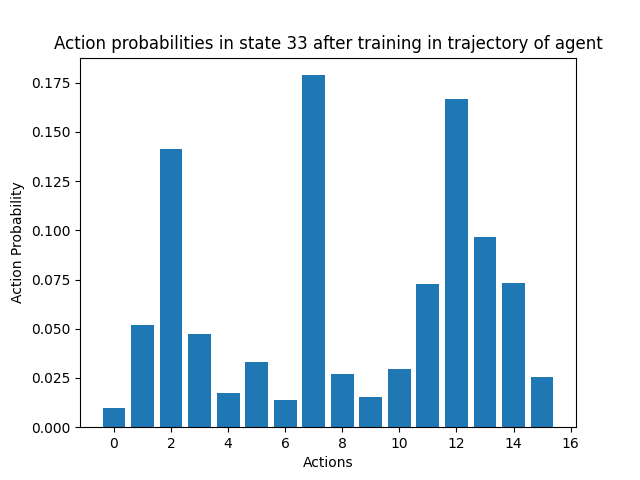 Action probabilities in state 33 after training in trajectory of agent
0.175
0.150
0.125
0.100
0.075
0.050
0.025
0.000
Action Probability
0 2 4 6 8 10 12 14 16
Actions